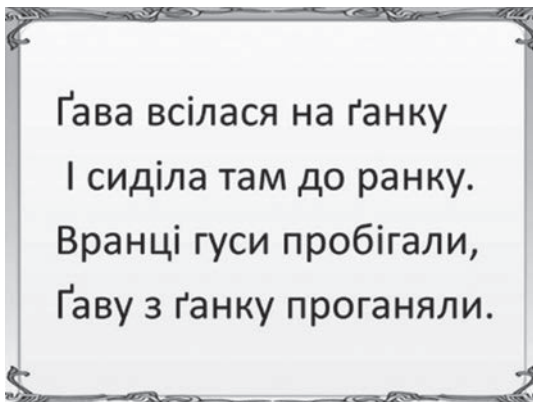 Ґава всілася на ґанку
І сиділа там до ранку.
Вранці гуси пробігали,
Ґаву з ґанку проганяли.